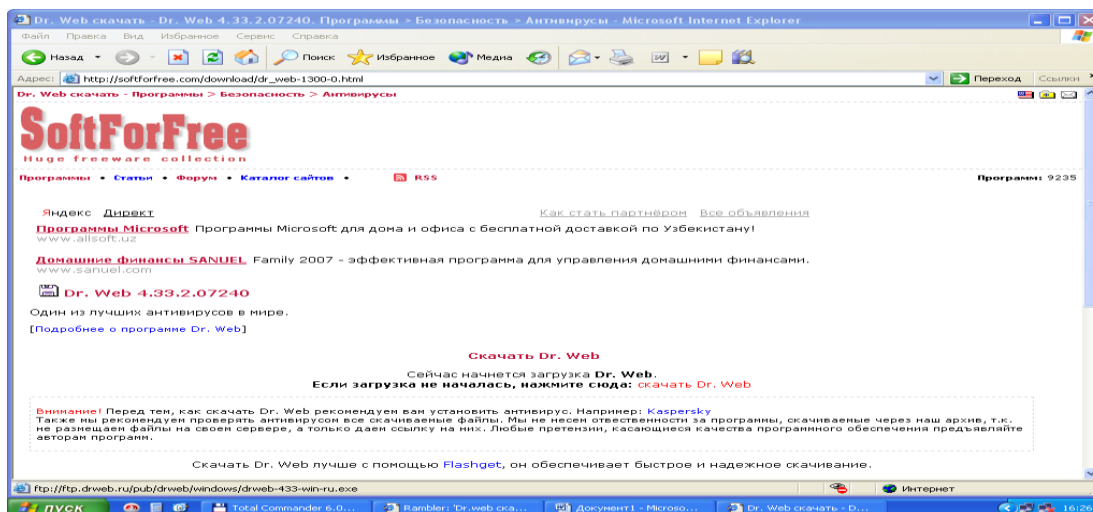 Dr. Web скачать - Dr. Web 4.33.2.07240. Программы > Безопасность > Антивирусы - Microsoft Internet Explorer
Файл Правка Вид Избранное Сервис Справка
Назад Поиск Избранное Медиа
Адрес: http://softforfree.com/download/dr_web-1300-0.html Переход Ссылки
Dr. Web скачать - Программы > Безопасность > Антивирусы
SoftForFree
Huge freeware collection
Программы • Статьи • Форум • Каталог сайтов • RSS Программ: 9235
Яндекс Директ Как стать партнёром Все объявления
Программы Microsoft Программы Microsoft для дома и офиса с бесплатной доставкой по Узбекистану!
www.allsoft.uz
Домашние финансы SANUEL Family 2007 - эффективная программа для управления домашними финансами.
www.sanuel.com
Dr. Web 4.33.2.07240
Один из лучших антивирусов в мире.
[Подробнее о программе Dr. Web]
Скачать Dr. Web
Сейчас начнется загрузка Dr. Web.
Если загрузка не началась, нажмите сюда: скачать Dr. Web
Внимание! Перед тем, как скачать Dr. Web рекомендуем вам установить антивирус. Например: Kaspersky
Также мы рекомендуем проверять антивирусом все скачиваемые файлы. Мы не несем отвественности за программы, скачиваемые через наш архив, т.к.
не размещаем файлы на своем сервере, а только даем ссылку на них. Любые претензии, касающиеся качества программного обеспечения предъявляйте
авторам программ.
Скачать Dr. Web лучше с помощью Flashget, он обеспечивает быстрое и надежное скачивание.
ftp://ftp.drweb.ru/pub/drweb/windows/drweb-433-win-ru.exe Интернет
пуск Total Commander 6.0... Rambler: 'Dr.web ска... Документ1 - Microso... Dr. Web скачать - D... 16:26